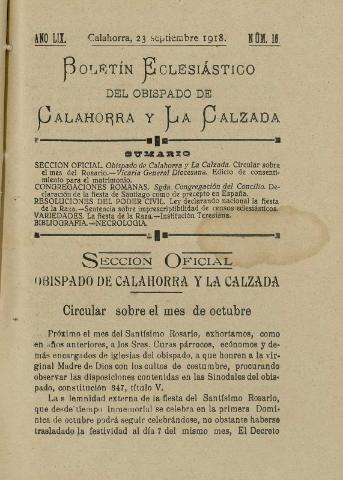 AÑO LIX. Calahorra, 23 septiembre 1918. NÚM. 16
BOLETÍN ECLESIÁSTICO
DEL OBISPADO DE
CALAHORRA Y LA CALZADA
SUMARIO
SECCION OFICIAL. Obispado de Calahorra y La Calzada. Circular sobre
el mes del Rosario.—Vicaría General Diocesana. Edicto de consenti-
miento para el matrimonio.
CONGREGACIONES ROMANAS. Sgda. Congregación del Concilio. De-
claración de la fiesta de Santiago como de precepto en España.
RESOLUCIONES DEL PODER CIVIL. Ley declarando nacional la fiesta
de la Raza.—Sentencia sobre imprescriptibilidad de censos eclesiásticos.
VARIEDADES. La fiesta de la Raza.—Institución Teresiana.
BIBLIOGRAFIA.—NECROLOGIA.
SECCION OFICIAL
OBISPADO DE CALAHORRA Y LA CALZADA
Circular sobre el mes de octubre
Próximo el mes del Santísimo Rosario, exhortamos, como
en años anteriores, a los Sres. Curas párrocos, ecónomos y de-
más encargados de iglesias del obispado, a que honren a la vir-
ginal Madre de Dios con los cultos de costumbre, procurando
observar las disposiciones contenidas en las Sinodales del obis-
pado, constitución 347, título V.
La s lemnidad externa de la fiesta del Santísimo Rosario,
que desde tiempo inmemorial se celebra en la primera Domi-
nica de octubre podrá seguir celebrándose, no obstante haberse
trasladado la festividad al día 7 del mismo mes, El Decreto